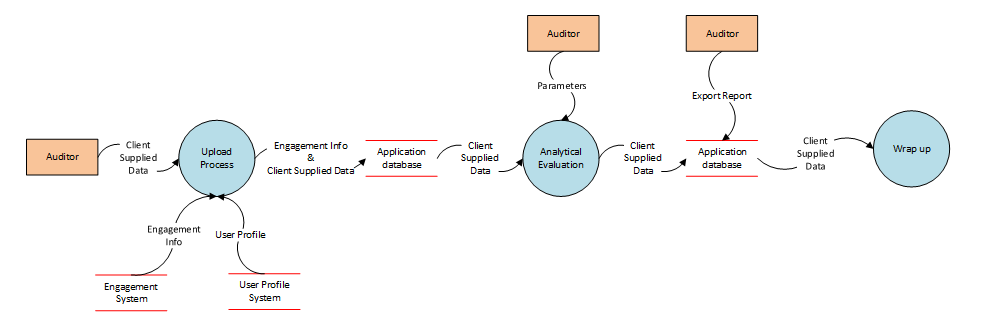 Auditor
Auditor
Parameters
Export Report
Auditor
Client
Supplied
Data
Upload
Process
Engagement Info
&
Client Supplied Data
Application
database
Client
Supplied
Data
Analytical
Evaluation
Client
Supplied
Data
Application
database
Client
Supplied
Data
Wrap up
Engagement
Info
User Profile
Engagement
System
User Profile
System